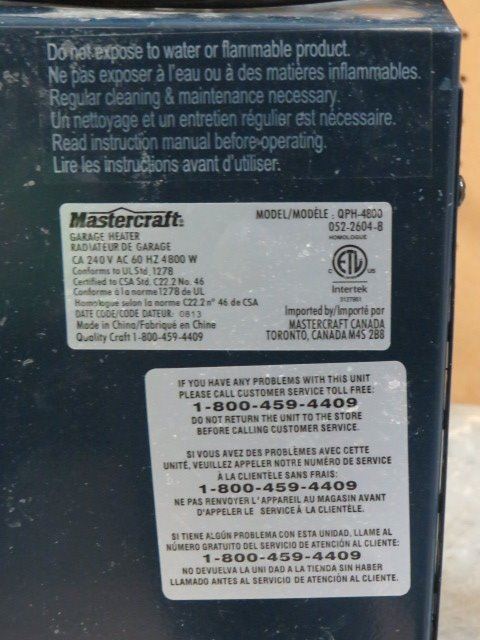 Do not expose to water or flammable product.
Ne pas exposer à l'eau ou à des matières inflammables.
Regular cleaning & maintenance necessary.
Un nettoyage et un entretien régulier est nécessaire.
Read instruction manual before operating.
Lire les instructions avant d'utiliser.
Mastercraft
GARAGE HEATER
RADIATEUR DE GARAGE
CA 240 V AC 60 HZ 4800 W
Conforms to UL Std. 1278
Certified to CSA Std. C22.2 No. 46
Conforme à la norme 1278 de UL
Homologue selon la norme C22.2 n° 46 de CSA
DATE CODE/CODE DATEUR: 0813
Made in China/Fabriqué en Chine
Quality Craft 1-800-459-4409
MODEL/MODÈLE : QPH-4800
052-2604-8
HOMOLOGUE
C ETL US
Intertek
3127951
Imported by/Importé par
MASTERCRAFT CANADA
TORONTO, CANADA M4S 2B8
IF YOU HAVE ANY PROBLEMS WITH THIS UNIT
PLEASE CALL CUSTOMER SERVICE TOLL FREE:
1-800-459-4409
DO NOT RETURN THE UNIT TO THE STORE
BEFORE CALLING CUSTOMER SERVICE.
SI VOUS AVEZ DES PROBLÈMES AVEC CETTE
UNITÉ, VEUILLEZ APPELER NOTRE NUMÉRO DE SERVICE
À LA CLIENTÈLE SANS FRAIS:
1-800-459-4409
NE PAS RENVOYER L'APPAREIL AU MAGASIN AVANT
D'APPELER LE SERVICE À LA CLIENTÈLE.
SI TIENE ALGÚN PROBLEMA CON ESTA UNIDAD, LLAME AL
NÚMERO GRATUITO DEL SERVICIO DE ATENCIÓN AL CLIENTE:
1-800-459-4409
NO DEVUELVA LA UNI DAD A LA TIENDA SIN HABER
LLAMADO ANTES AL SERVICIO DE ATENCIÓN AL CLIENTE.